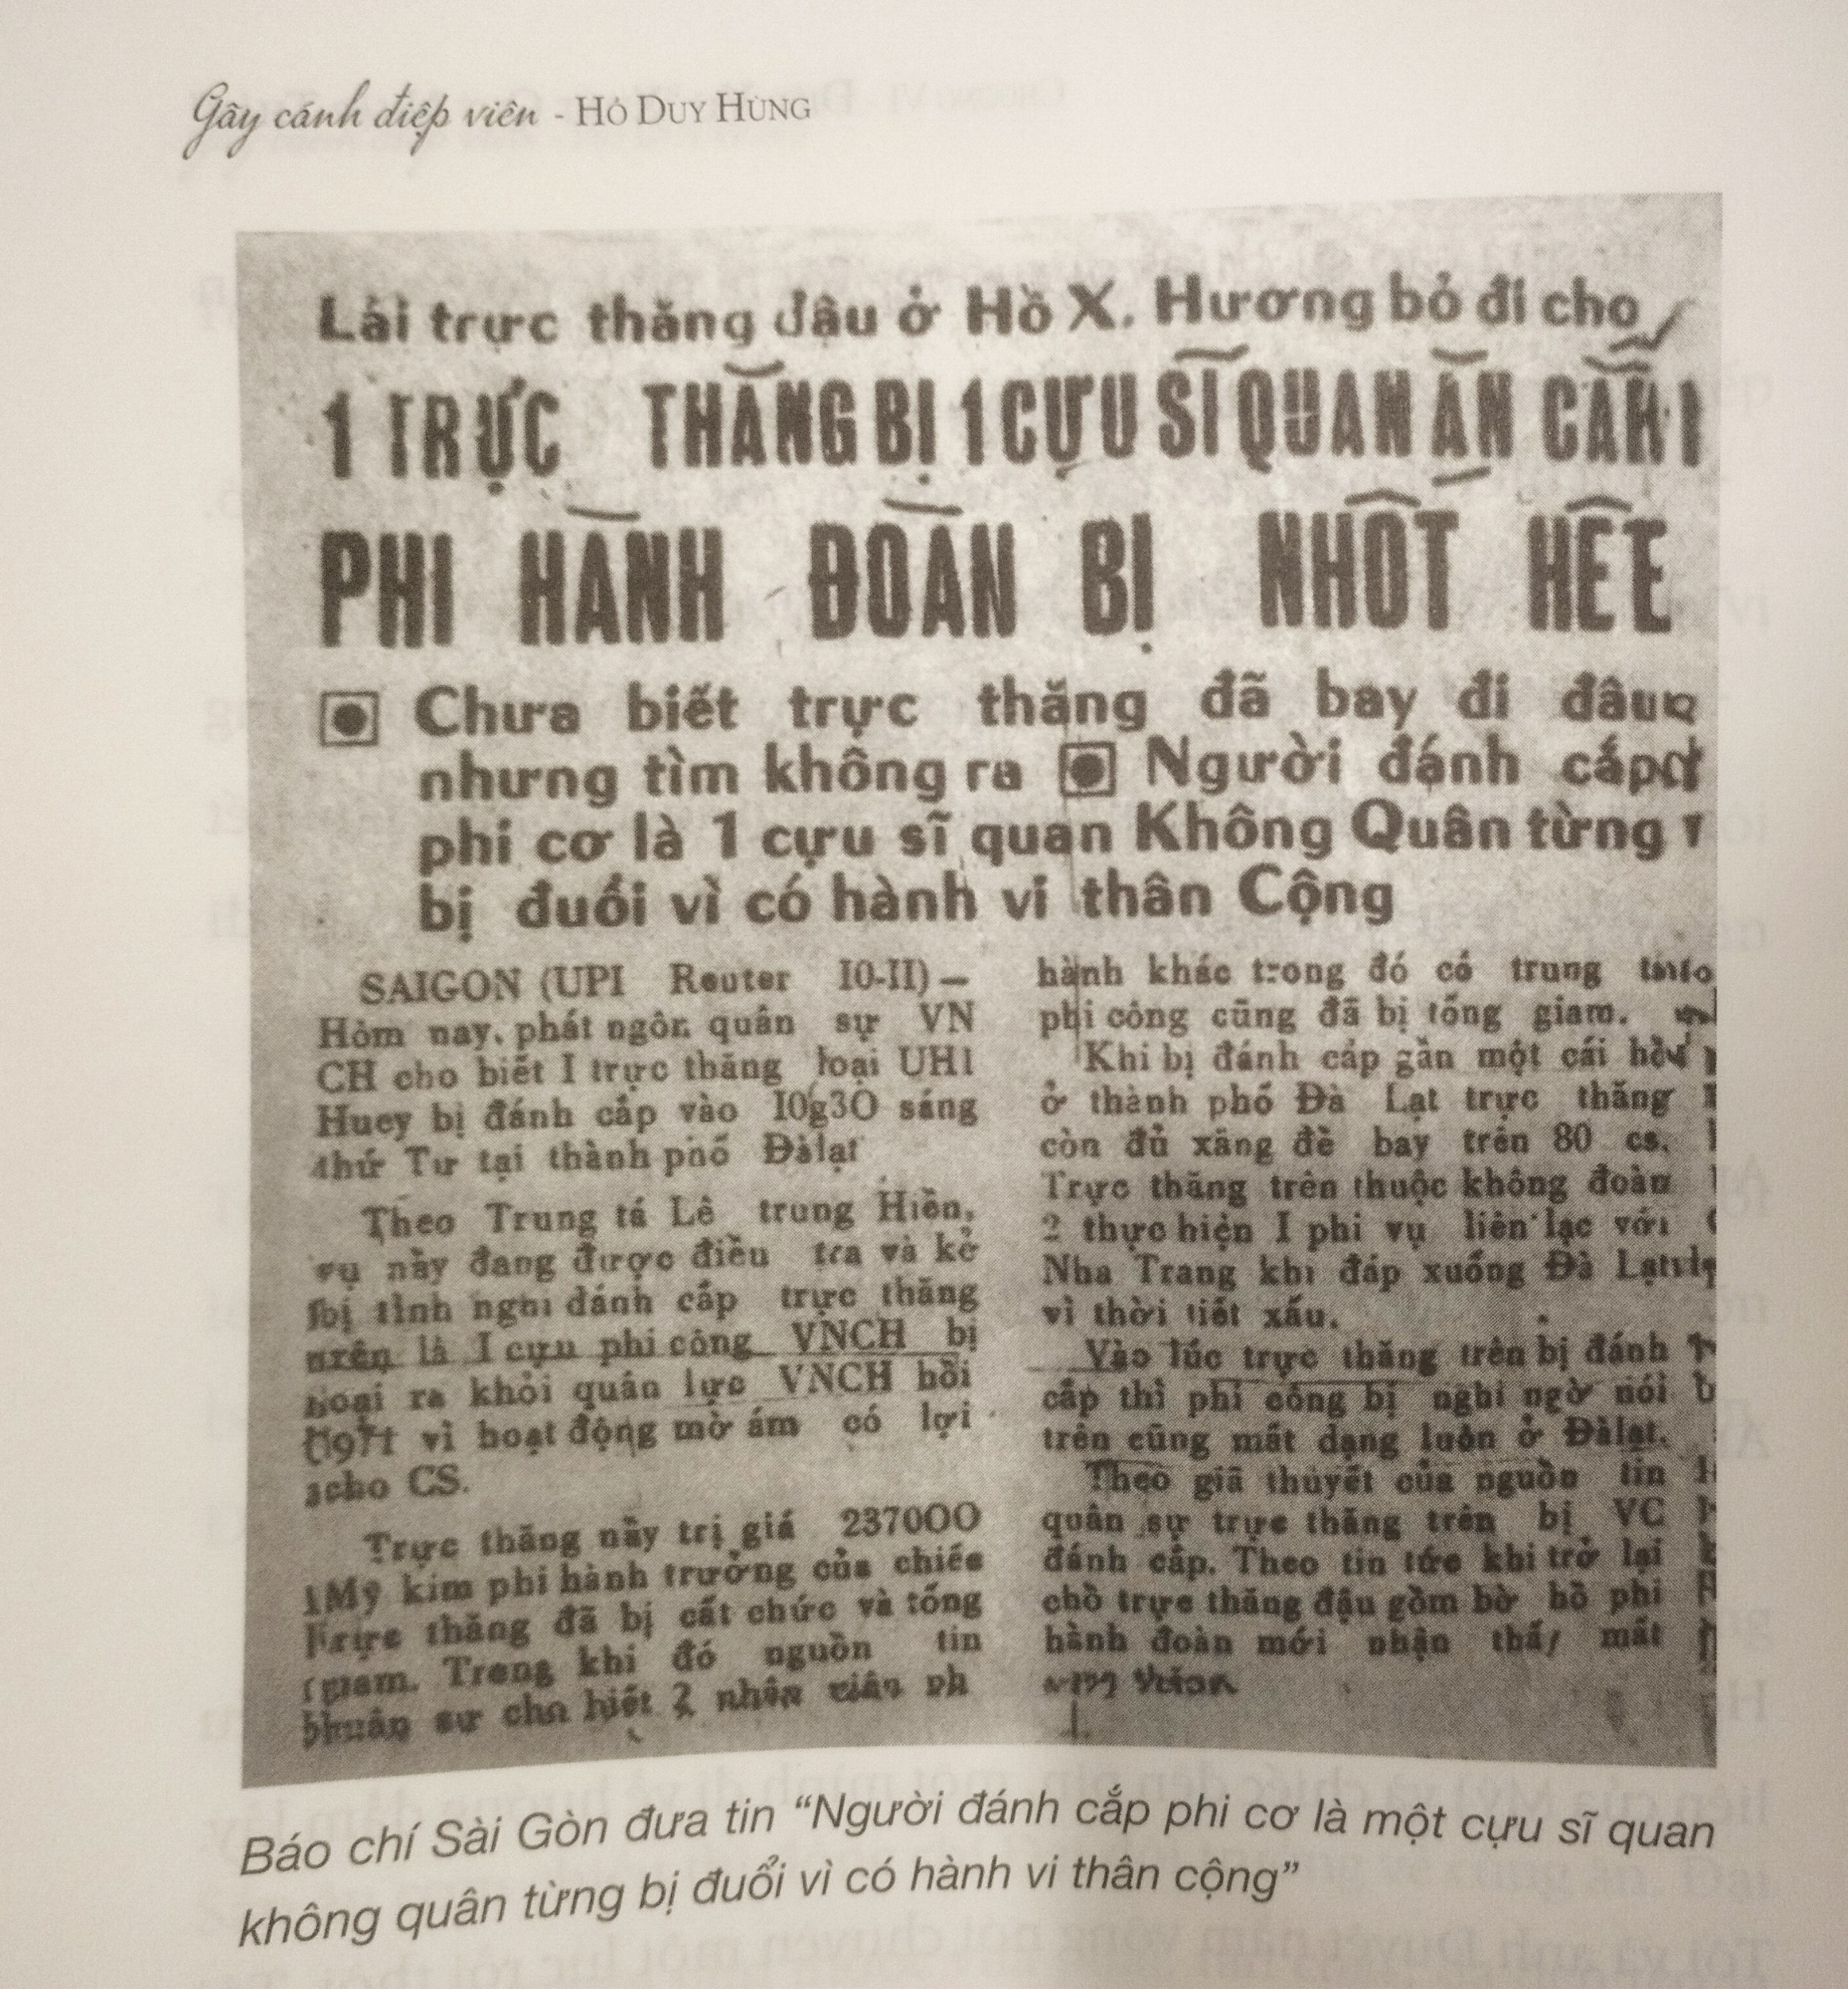 Gãy cánh điệp viên - HỒ DUY HÙNG
Lái trực thăng đậu ở Hồ X. Hương bỏ đi chợ
1 TRỰC THĂNG BỊ 1 CỰU SĨ QUAN ĂN CẮP
PHI HÀNH ĐOÀN BỊ NHỐT HẾT
Chưa biết trực thăng đã bay đi đâu
nhưng tìm không ra Người đánh cắp
phi cơ là 1 cựu sĩ quan Không Quân từng
bị đuổi vì có hành vi thân Cộng
SAIGON (UPI Reuter 10-11) —
Hôm nay, phát ngôn quân sự VN
CH cho biết 1 trực thăng loại UH1
Huey bị đánh cắp vào 10g30 sáng
thứ Tư tại thành phố Đàlạt
Theo Trung tá Lê trung Hiền,
vụ này đang được điều tra và kẻ
bị tình nghi đánh cắp trực thăng
trên là 1 cựu phi công VNCH bị
loại ra khỏi quân lực VNCH hồi
1971 vì hoạt động mờ ám có lợi
cho CS.
Trực thăng nầy trị giá 237000
Mỹ kim phi hành trưởng của chiếc
trực thăng đã bị cất chức và tống
giam. Trong khi đó nguồn tin
quân sự cho biết 2 nhân viên ph
hành khác trong đó có trung
phi công cũng đã bị tống giam.
Khi bị đánh cắp gần một cái hồ
ở thành phố Đà Lạt trực thăng
còn đủ xăng để bay trên 80 cs.
Trực thăng trên thuộc không đoàn
2 thực hiện 1 phi vụ liên lạc với
Nha Trang khi đáp xuống Đà Lạt
vì thời tiết xấu.
Vào lúc trực thăng trên bị đánh
cắp thì phi công bị nghi ngờ nói
trên cũng mất dạng luôn ở Đàlạt.
Theo giả thuyết của nguồn tin
quân sự trực thăng trên bị VC
đánh cắp. Theo tin tức khi trở lại
chỗ trực thăng đậu gồm bờ hồ phi
hành đoàn mới nhận thấy mất
Báo chí Sài Gòn đưa tin “Người đánh cắp phi cơ là một cựu sĩ quan
không quân từng bị đuổi vì có hành vi thân cộng”